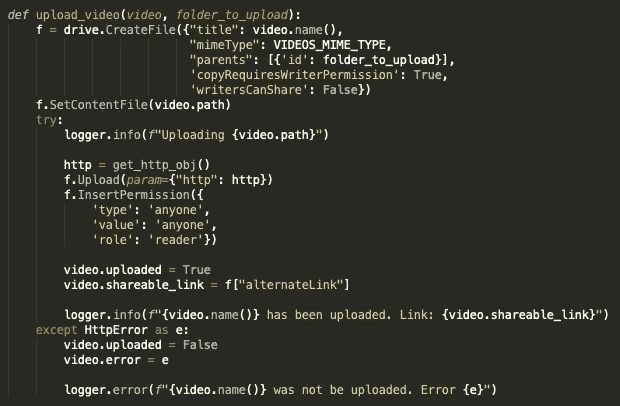 def upload_video(video, folder_to_upload):
    f = drive.CreateFile({"title": video.name(),
                          "mimeType": VIDEOS_MIME_TYPE,
                          "parents": [{'id': folder_to_upload}],
                          'copyRequiresWriterPermission': True,
                          'writersCanShare': False})
    f.SetContentFile(video.path)
    try:
        logger.info(f"Uploading {video.path}")

        http = get_http_obj()
        f.Upload(param={"http": http})
        f.InsertPermission({
            'type': 'anyone',
            'value': 'anyone',
            'role': 'reader'})

        video.uploaded = True
        video.shareable_link = f["alternateLink"]

        logger.info(f"{video.name()} has been uploaded. Link: {video.shareable_link}")
    except HttpError as e:
        video.uploaded = False
        video.error = e

        logger.error(f"{video.name()} was not be uploaded. Error {e}")